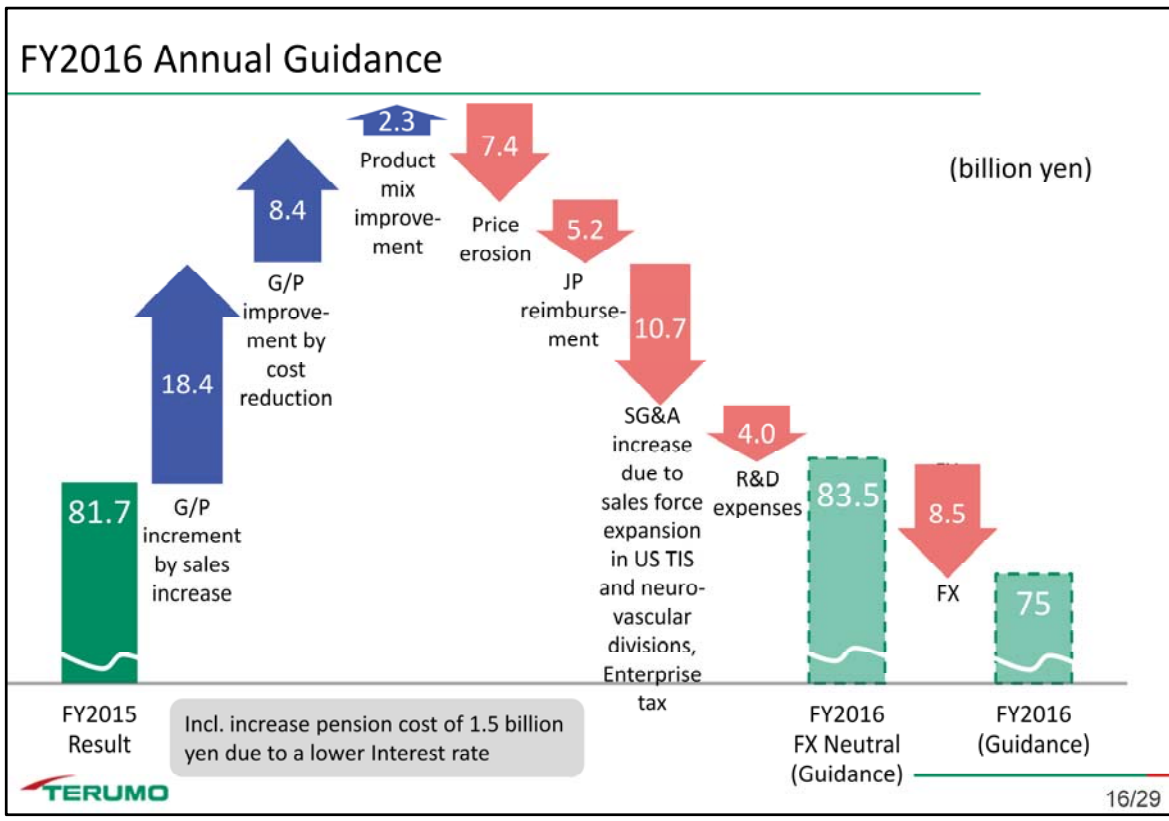 FY2016 Annual Guidance
(billion yen)
2.3
Product
mix
improve-
ment
7.4
Price
erosion
8.4
G/P
improve-
ment by
cost
reduction
5.2
JP
reimburse-
ment
18.4
G/P
increment
by sales
increase
10.7
SG&A
increase
due to
sales force
expansion
in US TIS
and neuro-
vascular
divisions,
Enterprise
tax
4.0
R&D
expenses
81.7
83.5
8.5
FX
75
FY2015
Result
Incl. increase pension cost of 1.5 billion
yen due to a lower Interest rate
FY2016
FX Neutral
(Guidance)
FY2016
(Guidance)
TERUMO
16/29